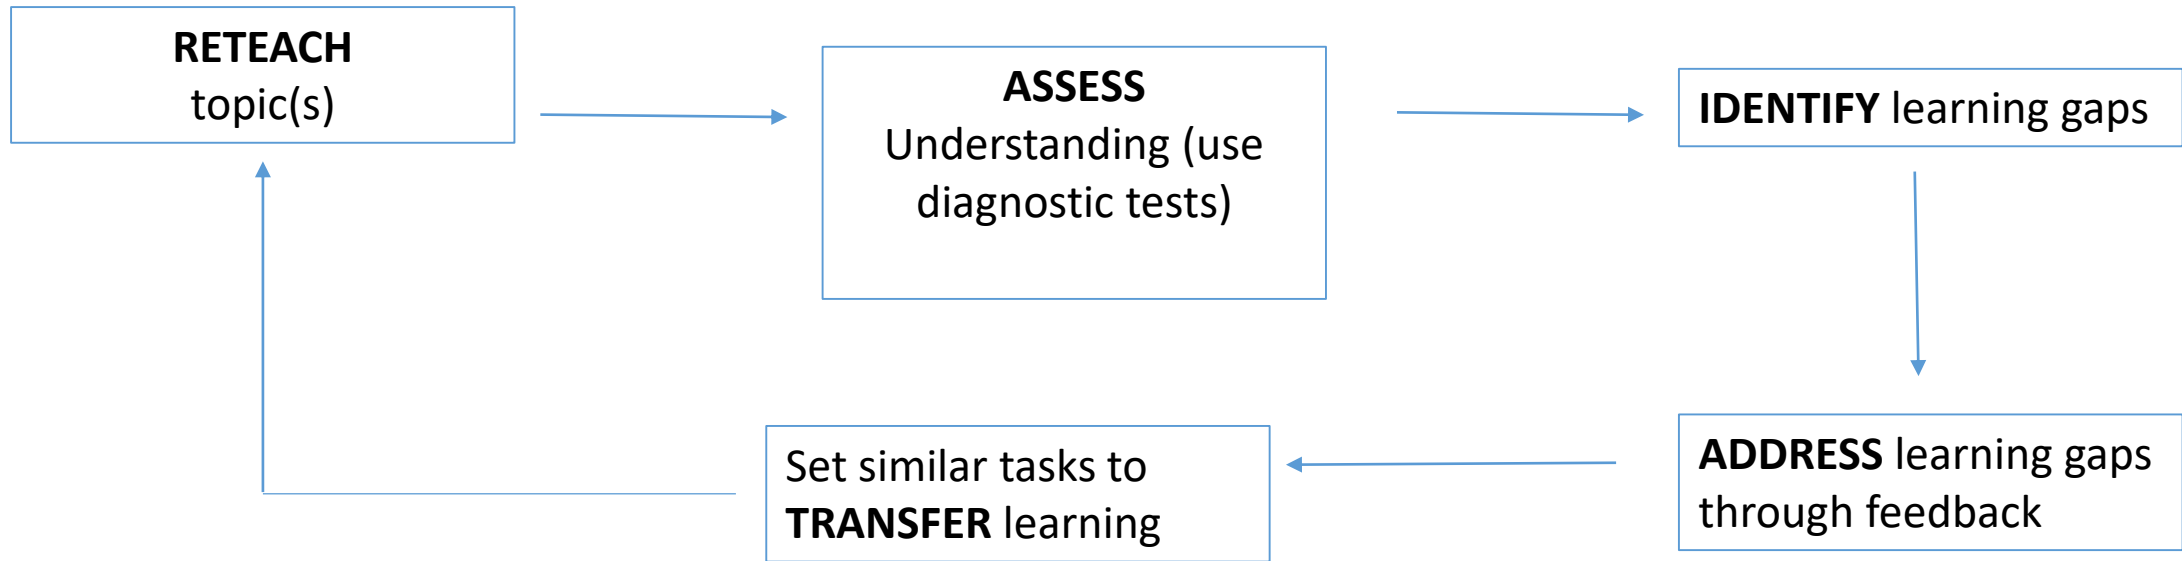 RETEACH
topic(s)
ASSESS
Understanding (use
diagnostic tests)
IDENTIFY learning gaps
ADDRESS learning gaps
through feedback
Set similar tasks to
TRANSFER learning